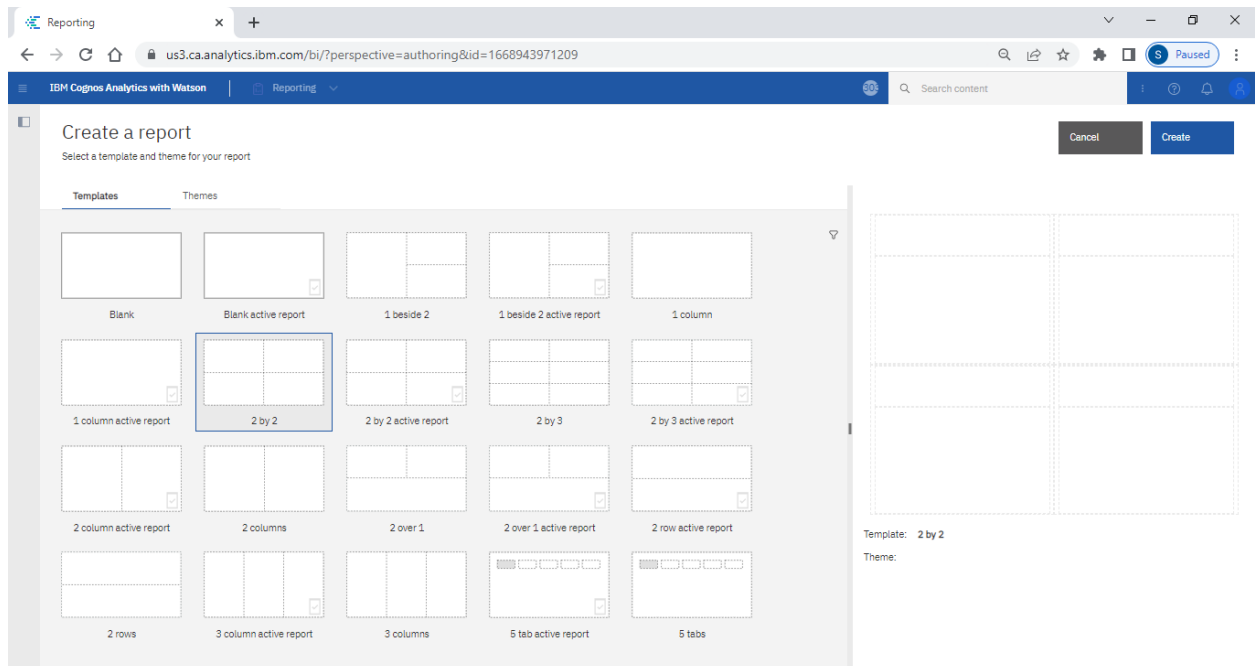 Reporting
us3.ca.analytics.ibm.com/bi/?perspective=authoring&id=1668943971209
S Paused
IBM Cognos Analytics with Watson Reporting
Search content
Create a report
Cancel
Create
Select a template and theme for your report
Templates Themes
Blank Blank active report 1 beside 2 1 beside 2 active report 1 column
1 column active report 2 by 2 2 by 2 active report 2 by 3 2 by 3 active report
2 column active report 2 columns 2 over 1 2 over 1 active report 2 row active report
2 rows 3 column active report 3 columns 5 tab active report 5 tabs
Template: 2 by 2
Theme: